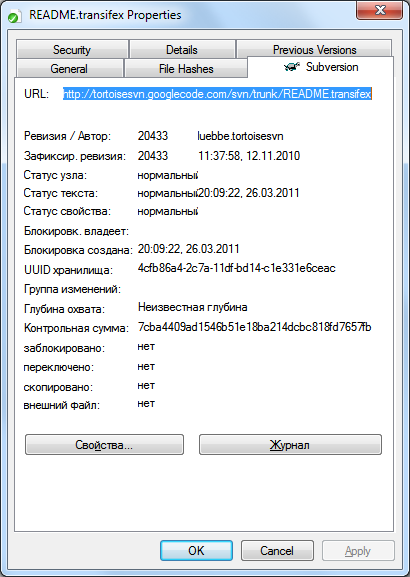 README.transifex Properties
Security Details Previous Versions
General File Hashes Subversion
URL: http://tortoisesvn.googlecode.com/svn/trunk/README.transifex
Ревизия / Автор: 20433 luebbe.tortoisesvn
Зафиксир. ревизия: 20433 11:37:58, 12.11.2010
Статус узла: нормальный
Статус текста: нормальный 20:09:22, 26.03.2011
Статус свойства: нормальный
Блокировк. владеет:
Блокировка создана: 20:09:22, 26.03.2011
UUID хранилища: 4cfb86a4-2c7a-11df-bd14-c1e331e6ceac
Группа изменений:
Глубина охвата: Неизвестная глубина
Контрольная сумма: 7cba4409ad1546b51e18ba214dcbc818fd7657fb
заблокировано: нет
переключено: нет
скопировано: нет
внешний файл: нет
Свойства... Журнал
OK Cancel Apply